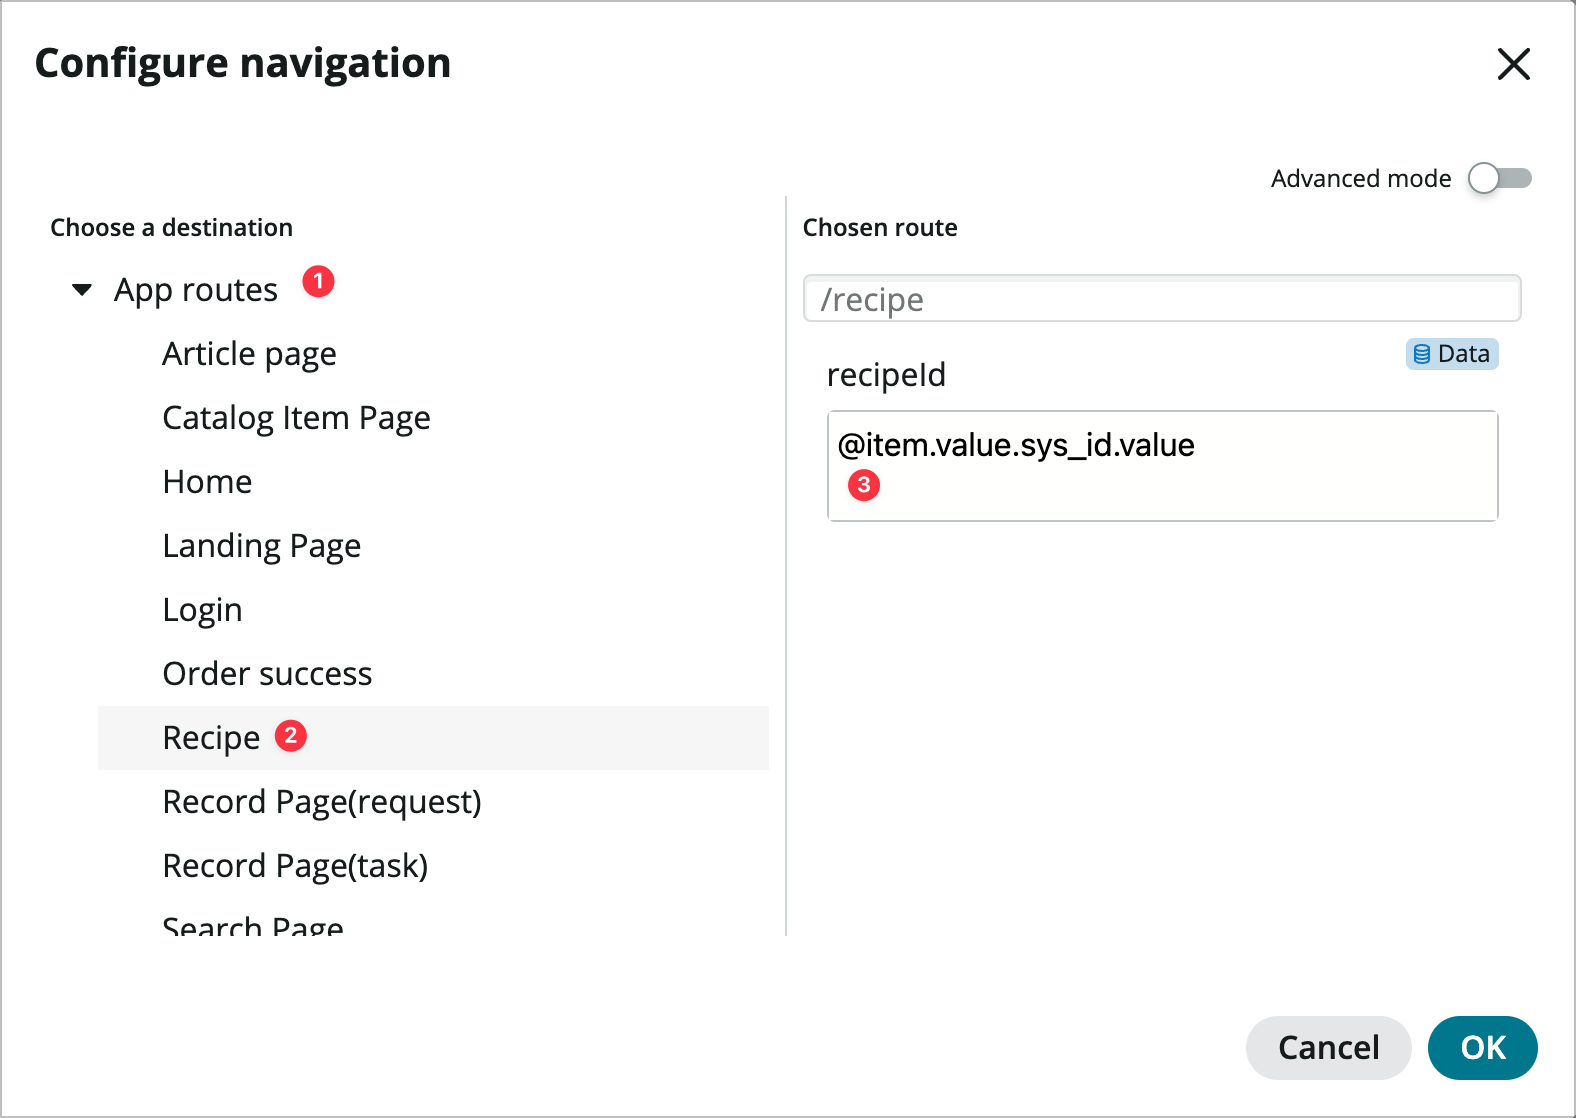 Configure navigation
Advanced mode
Choose a destination
App routes 1
Article page
Catalog Item Page
Home
Landing Page
Login
Order success
Recipe 2
Record Page(request)
Record Page(task)
Search Page
Chosen route
/recipe
Data
recipeId
@item.value.sys_id.value
3
Cancel
OK